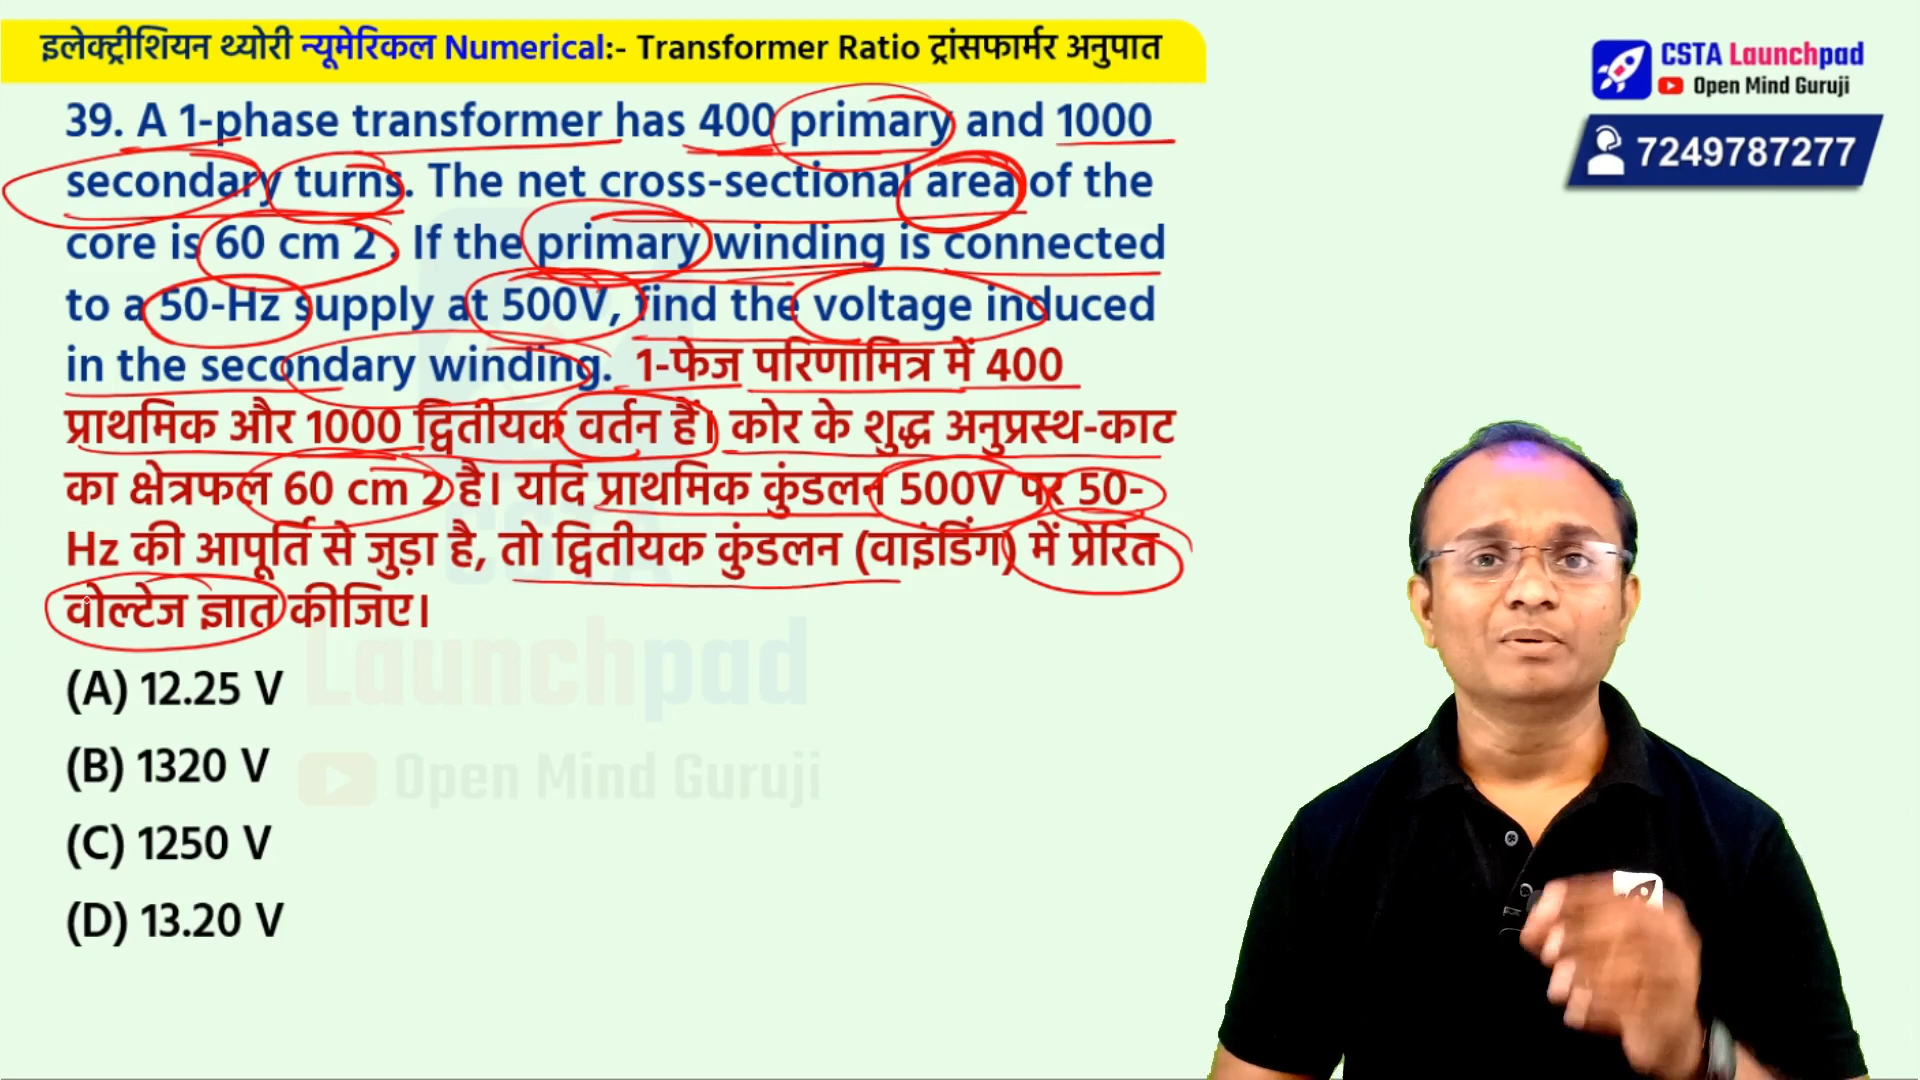 इलेक्ट्रीशियन थ्योरी न्यूमेरिकल Numerical:- Transformer Ratio ट्रांसफार्मर अनुपात
CSTA Launchpad
Open Mind Guruji
7249787277
39. A 1-phase transformer has 400 primary and 1000
secondary turns. The net cross-sectional area of the
core is 60 cm 2 . If the primary winding is connected
to a 50-Hz supply at 500V, find the voltage induced
in the secondary winding. 1-फेज परिणामित्र में 400
प्राथमिक और 1000 द्वितीयक वर्तन हैं। कोर के शुद्ध अनुप्रस्थ-काट
का क्षेत्रफल 60 cm 2 है। यदि प्राथमिक कुंडलन 500V पर 50-
Hz की आपूर्ति से जुड़ा है, तो द्वितीयक कुंडलन (वाइंडिंग) में प्रेरित
वोल्टेज ज्ञात कीजिए।
(A) 12.25 V
(B) 1320 V
(C) 1250 V
(D) 13.20 V
CSTA
Launchpad
Open Mind Guruji